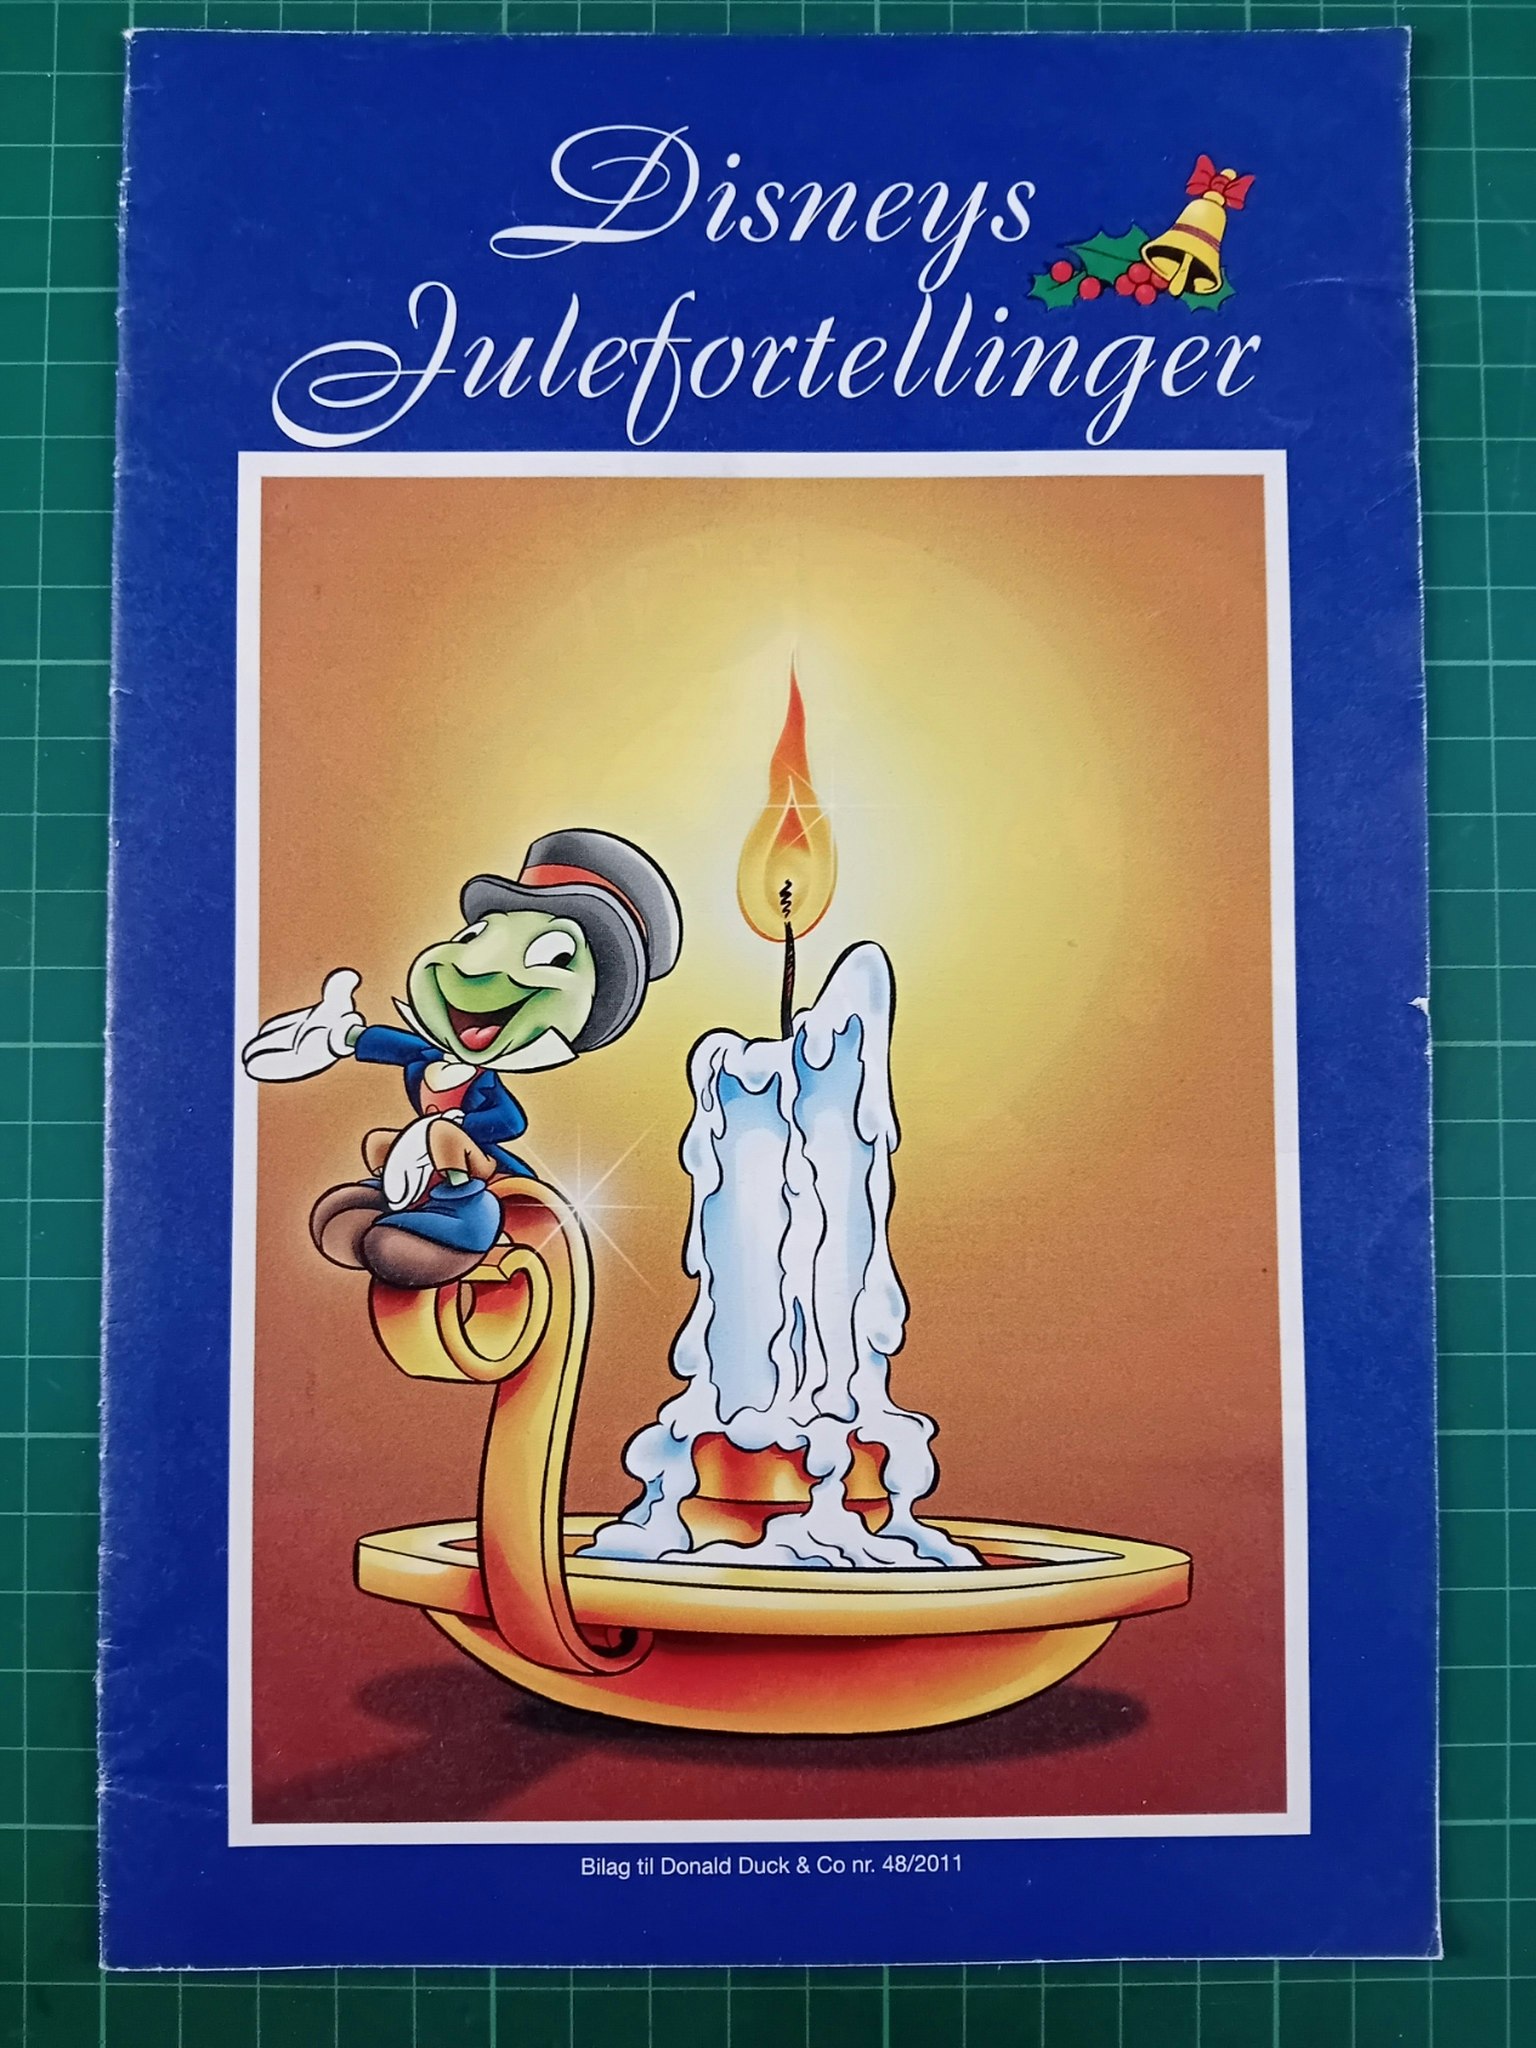 Disneys
Julefortellinger
Bilag til Donald Duck & Co nr. 48/2011